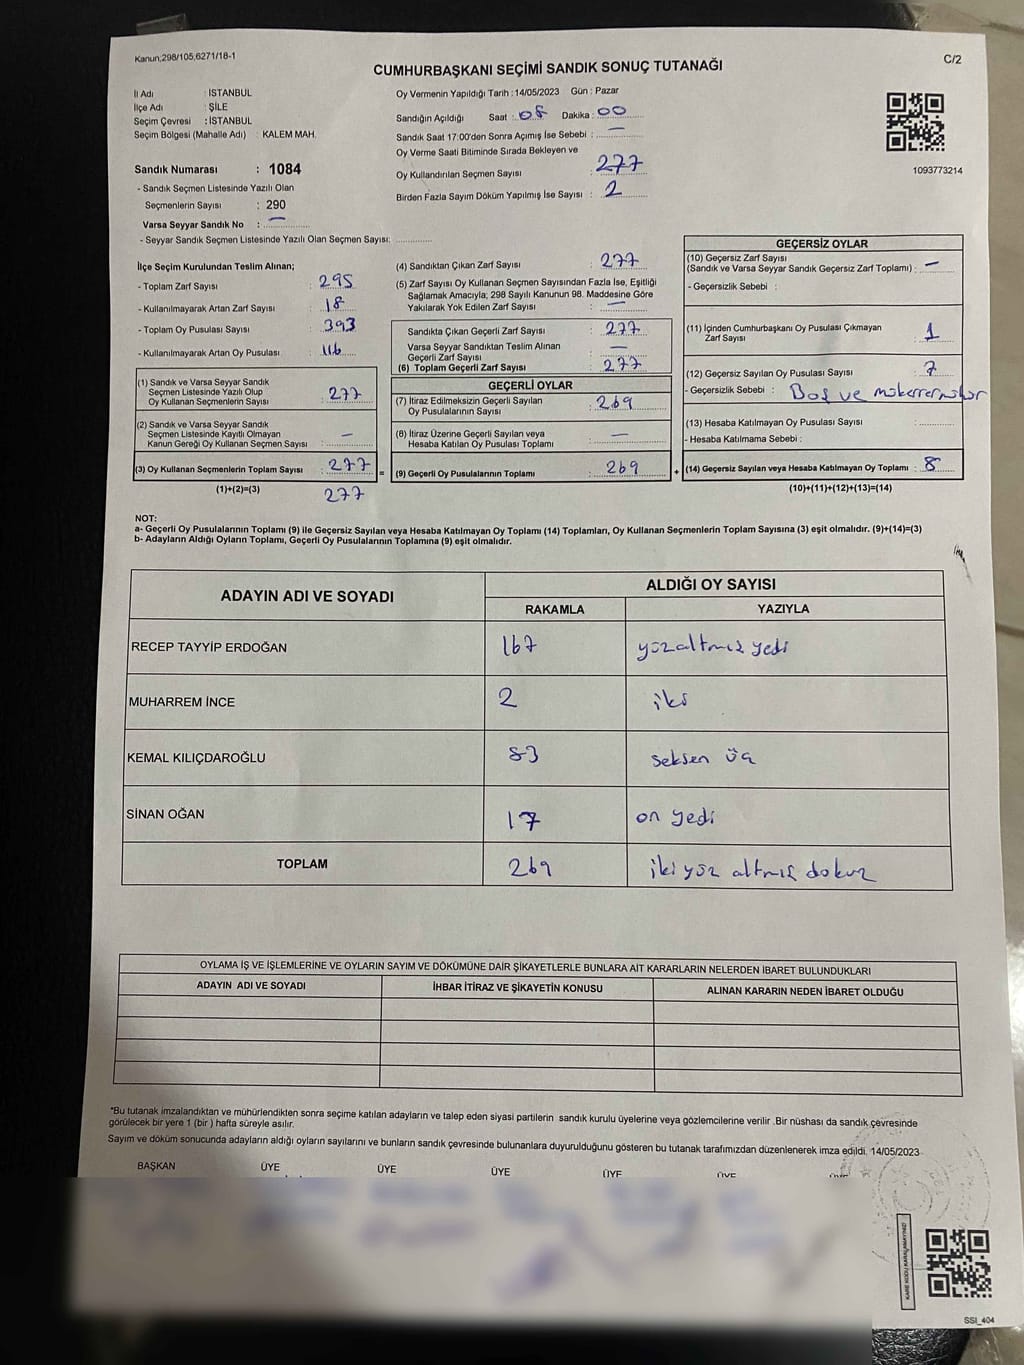 Kanun;298/105,6271/18-1
C/2
CUMHURBAŞKANI SEÇİMİ SANDIK SONUÇ TUTANAĞI
İl Adı : İSTANBUL
İlçe Adı : ŞİLE
Seçim Çevresi : İSTANBUL
Seçim Bölgesi (Mahalle Adı) : KALEM MAH.
Oy Vermenin Yapıldığı Tarih : 14/05/2023 Gün : Pazar
Sandığın Açıldığı Saat : 08 Dakika : 00
Sandık Saat 17:00'den Sonra Açımış İse Sebebi : —
Oy Verme Saati Bitiminde Sırada Bekleyen ve
Oy Kullandırılan Seçmen Sayısı : 277
Birden Fazla Sayım Döküm Yapılmış İse Sayısı : 2
1093773214
Sandık Numarası : 1084
- Sandık Seçmen Listesinde Yazılı Olan
Seçmenlerin Sayısı : 290
Varsa Seyyar Sandık No : —
- Seyyar Sandık Seçmen Listesinde Yazılı Olan Seçmen Sayısı:
İlçe Seçim Kurulundan Teslim Alınan;
- Toplam Zarf Sayısı : 295
- Kullanılmayarak Artan Zarf Sayısı : 18
- Toplam Oy Pusulası Sayısı : 393
- Kullanılmayarak Artan Oy Pusulası : 116
(1) Sandık ve Varsa Seyyar Sandık
Seçmen Listesinde Yazılı Olup
Oy Kullanan Seçmenlerin Sayısı : 277
(2) Sandık ve Varsa Seyyar Sandık
Seçmen Listesinde Kayıtlı Olmayan
Kanun Gereği Oy Kullanan Seçmen Sayısı : —
(3) Oy Kullanan Seçmenlerin Toplam Sayısı : 277 =
(1)+(2)=(3)
277
(4) Sandıktan Çıkan Zarf Sayısı : 277
(5) Zarf Sayısı Oy Kullanan Seçmen Sayısından Fazla İse, Eşitliği
Sağlamak Amacıyla; 298 Sayılı Kanunun 98. Maddesine Göre
Yakılarak Yok Edilen Zarf Sayısı : —
Sandıkta Çıkan Geçerli Zarf Sayısı : 277
Varsa Seyyar Sandıktan Teslim Alınan
Geçerli Zarf Sayısı : —
(6) Toplam Geçerli Zarf Sayısı : 277
GEÇERLİ OYLAR
(7) İtiraz Edilmeksizin Geçerli Sayılan
Oy Pusulalarının Sayısı : 269
(8) İtiraz Üzerine Geçerli Sayılan veya
Hesaba Katılan Oy Pusulası Toplamı : —
(9) Geçerli Oy Pusulalarının Toplamı : 269 +
GEÇERSİZ OYLAR
(10) Geçersiz Zarf Sayısı
(Sandık ve Varsa Seyyar Sandık Geçersiz Zarf Toplamı) : —
- Geçersizlik Sebebi :
(11) İçinden Cumhurbaşkanı Oy Pusulası Çıkmayan
Zarf Sayısı : 1
(12) Geçersiz Sayılan Oy Pusulası Sayısı : 7
- Geçersizlik Sebebi : Boş ve
(13) Hesaba Katılmayan Oy Pusulası Sayısı :
- Hesaba Katılmama Sebebi :
(14) Geçersiz Sayılan veya Hesaba Katılmayan Oy Toplamı : 8
(10)+(11)+(12)+(13)=(14)
NOT:
a- Geçerli Oy Pusulalarının Toplamı (9) ile Geçersiz Sayılan veya Hesaba Katılmayan Oy Toplamı (14) Toplamları, Oy Kullanan Seçmenlerin Toplam Sayısına (3) eşit olmalıdır. (9)+(14)=(3)
b- Adayların Aldığı Oyların Toplamı, Geçerli Oy Pusulalarının Toplamına (9) eşit olmalıdır.
ADAYIN ADI VE SOYADI
ALDIĞI OY SAYISI
RAKAMLA YAZIYLA
RECEP TAYYİP ERDOĞAN 167 yüzaltmış yedi
MUHARREM İNCE 2 iki
KEMAL KILIÇDAROĞLU 83 seksen üç
SİNAN OĞAN 17 on yedi
TOPLAM 269 ikiyüz altmış dokuz
OYLAMA İŞ VE İŞLEMLERİNE VE OYLARIN SAYIM VE DÖKÜMÜNE DAİR ŞİKAYETLERLE BUNLARA AİT KARARLARIN NELERDEN İBARET BULUNDUKLARI
ADAYIN ADI VE SOYADI İHBAR İTİRAZ VE ŞİKAYETİN KONUSU ALINAN KARARIN NEDEN İBARET OLDUĞU
*Bu tutanak imzalandıktan ve mühürlendikten sonra seçime katılan adayların ve talep eden siyasi partilerin sandık kurulu üyelerine veya gözlemcilerine verilir .Bir nüshası da sandık çevresinde
görülecek bir yere 1 (bir ) hafta süreyle asılır.
Sayım ve döküm sonucunda adayların aldığı oyların sayılarını ve bunların sandık çevresinde bulunanlara duyurulduğunu gösteren bu tutanak tarafımızdan düzenlenerek imza edildi. 14/05/2023
BAŞKAN ÜYE ÜYE ÜYE ÜYE ÜYE
KARE KODU KARALAMAYINIZ!
SSI_404